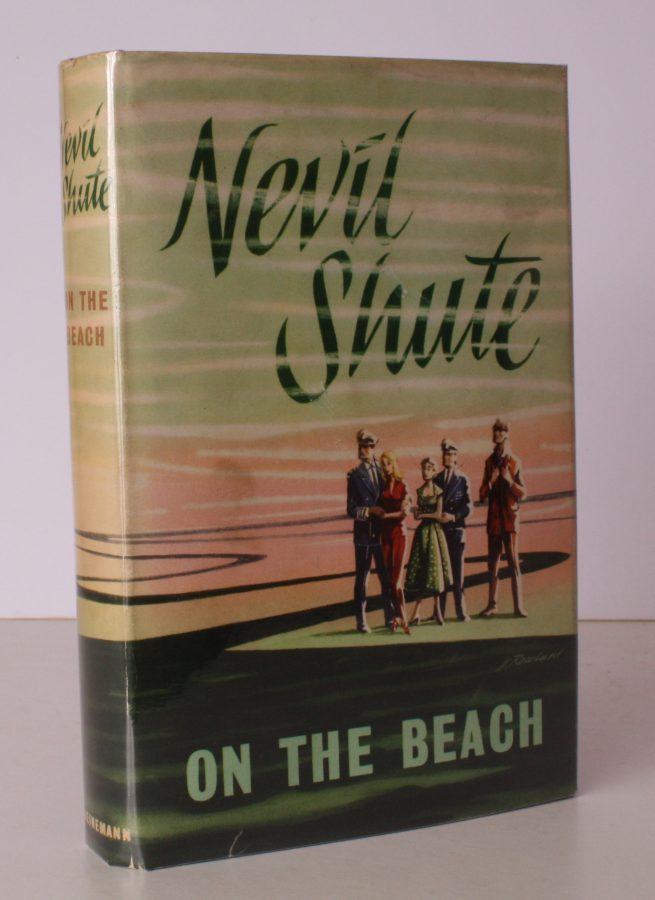 Nevil
Shute
ON THE
BEACH
Nevil
Shute
ON THE BEACH